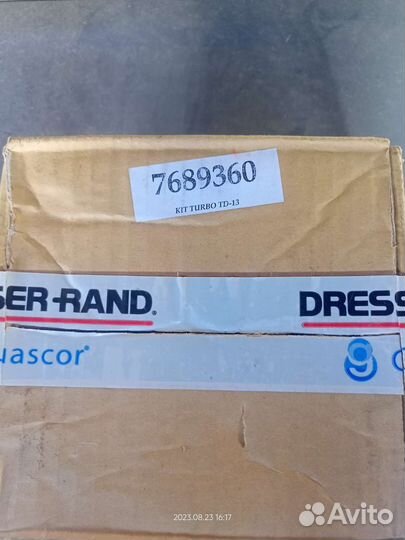 7689360
KIT TURBO TD-13
SER-RAND® DRESS
uascor® G
2023.08.23 16:17
Avito